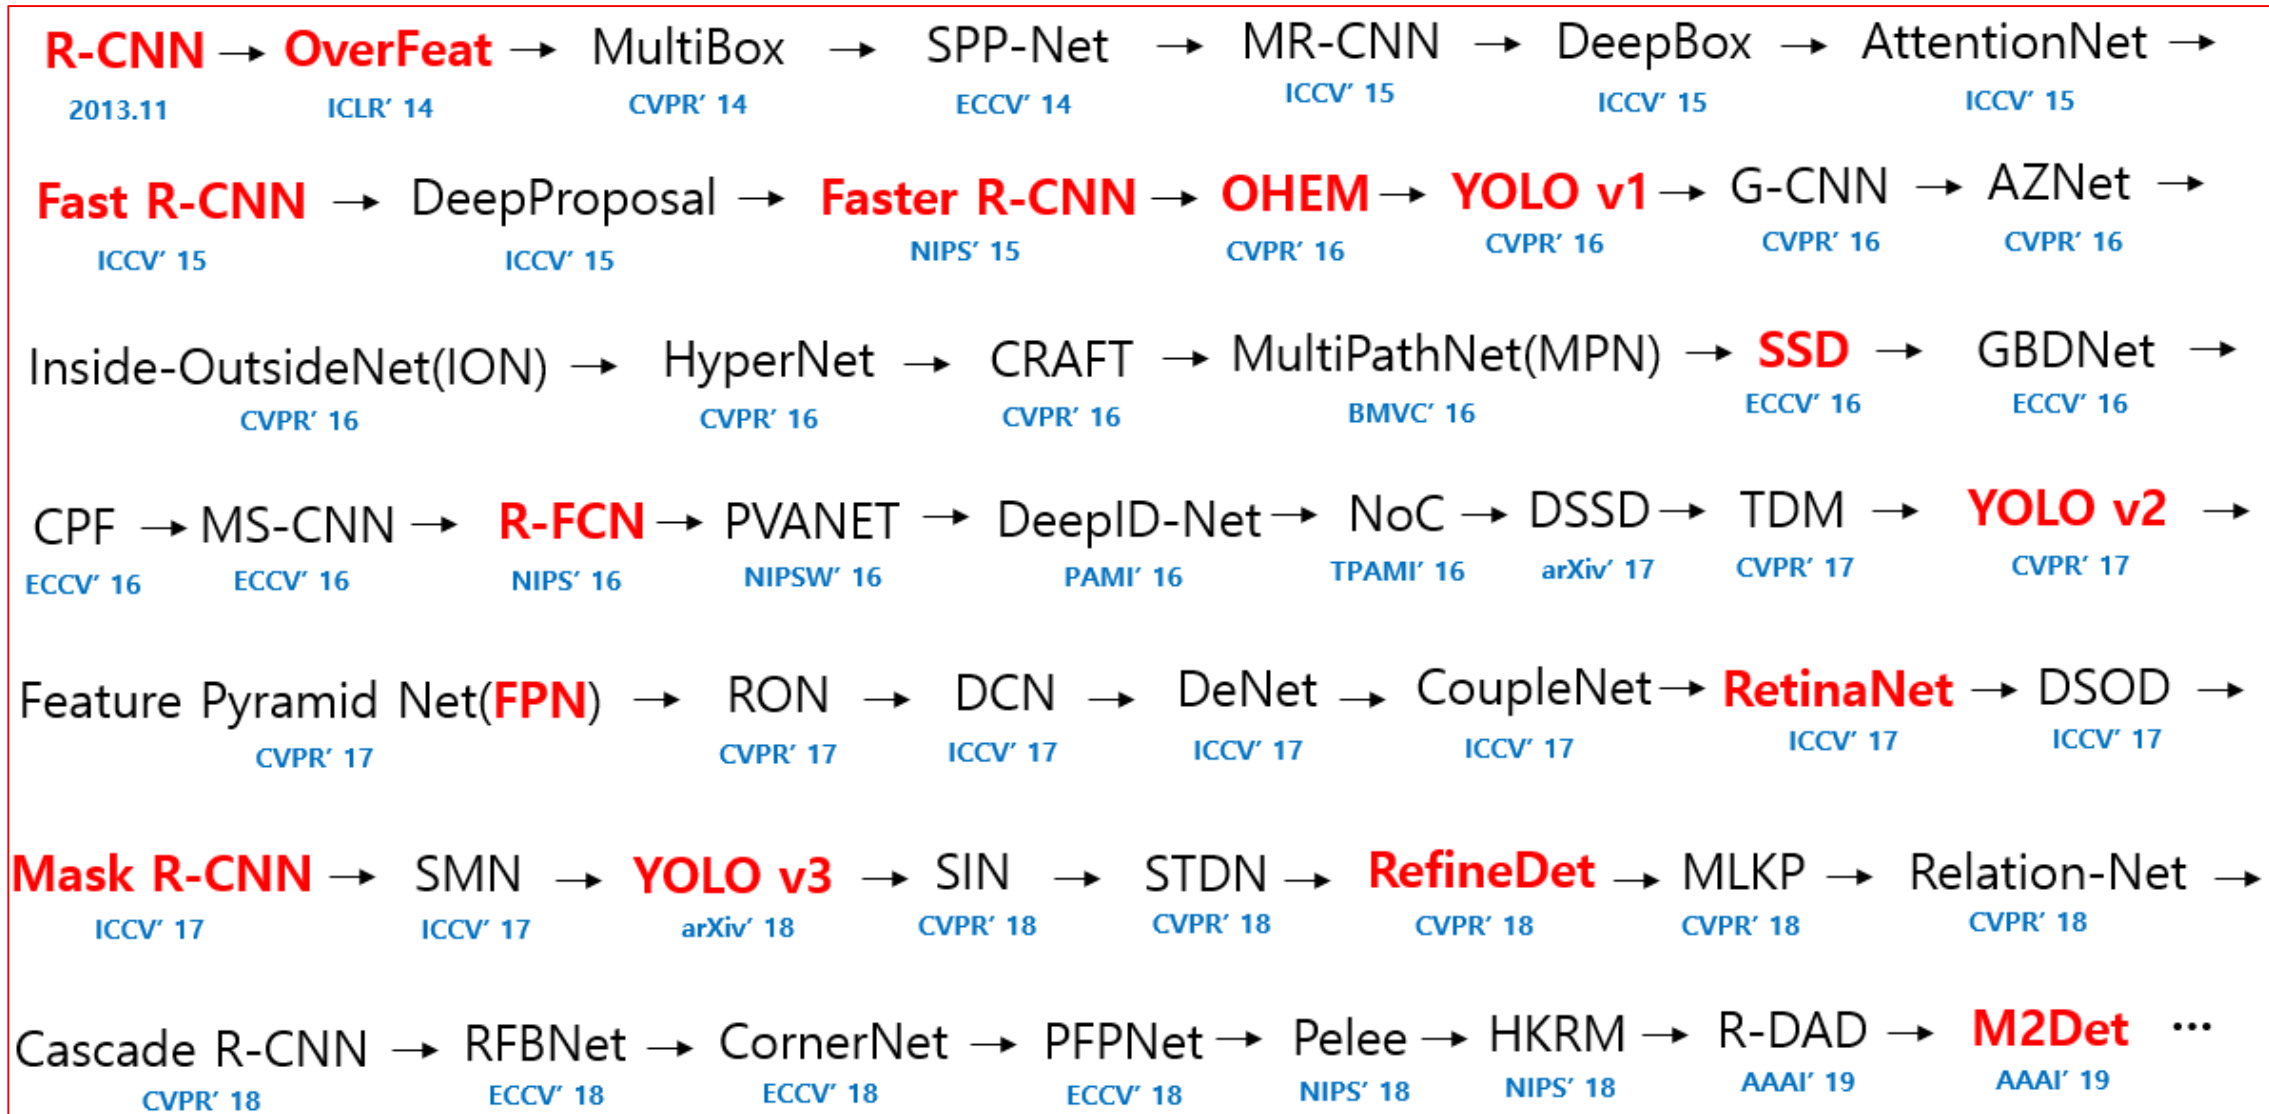 R-CNN → OverFeat → MultiBox → SPP-Net → MR-CNN → DeepBox → AttentionNet →
2013.11 ICLR' 14 CVPR' 14 ECCV' 14 ICCV' 15 ICCV' 15 ICCV' 15
Fast R-CNN → DeepProposal → Faster R-CNN → OHEM → YOLO v1 → G-CNN → AZNet →
ICCV' 15 ICCV' 15 NIPS' 15 CVPR' 16 CVPR' 16 CVPR' 16 CVPR' 16
Inside-OutsideNet(ION) → HyperNet → CRAFT → MultiPathNet(MPN) → SSD → GBDNet →
CVPR' 16 CVPR' 16 CVPR' 16 BMVC' 16 ECCV' 16 ECCV' 16
CPF → MS-CNN → R-FCN → PVANET → DeepID-Net → NoC → DSSD → TDM → YOLO v2 →
ECCV' 16 ECCV' 16 NIPS' 16 NIPSW' 16 PAMI' 16 TPAMI' 16 arXiv' 17 CVPR' 17 CVPR' 17
Feature Pyramid Net(FPN) → RON → DCN → DeNet → CoupleNet → RetinaNet → DSOD →
CVPR' 17 CVPR' 17 ICCV' 17 ICCV' 17 ICCV' 17 ICCV' 17 ICCV' 17
Mask R-CNN → SMN → YOLO v3 → SIN → STDN → RefineDet → MLKP → Relation-Net →
ICCV' 17 ICCV' 17 arXiv' 18 CVPR' 18 CVPR' 18 CVPR' 18 CVPR' 18 CVPR' 18
Cascade R-CNN → RFBNet → CornerNet → PFPNet → Pelee → HKRM → R-DAD → M2Det ···
CVPR' 18 ECCV' 18 ECCV' 18 ECCV' 18 NIPS' 18 NIPS' 18 AAAI' 19 AAAI' 19